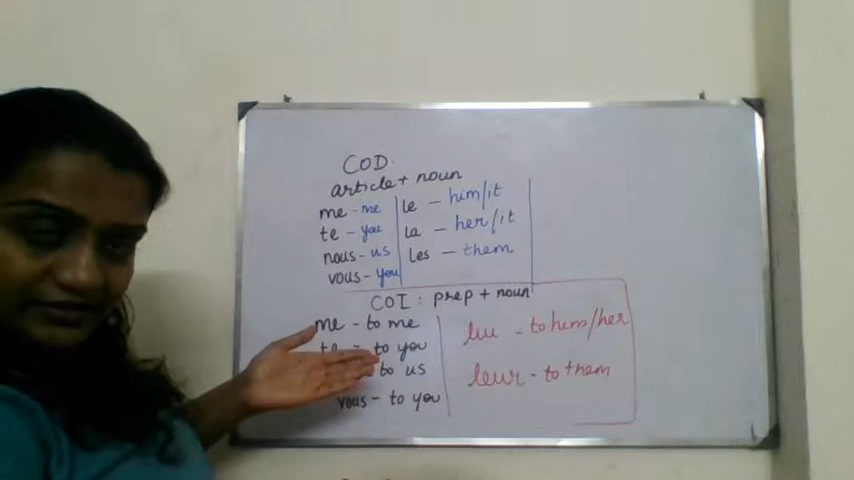 COD.
article + noun
me - me
te - you
nous - us
vous - you
le - him/it
la - her/it
les - them
COI : prep + noun
me - to me
te - to you
to us
vous - to you
lui - to him/her
leur - to them